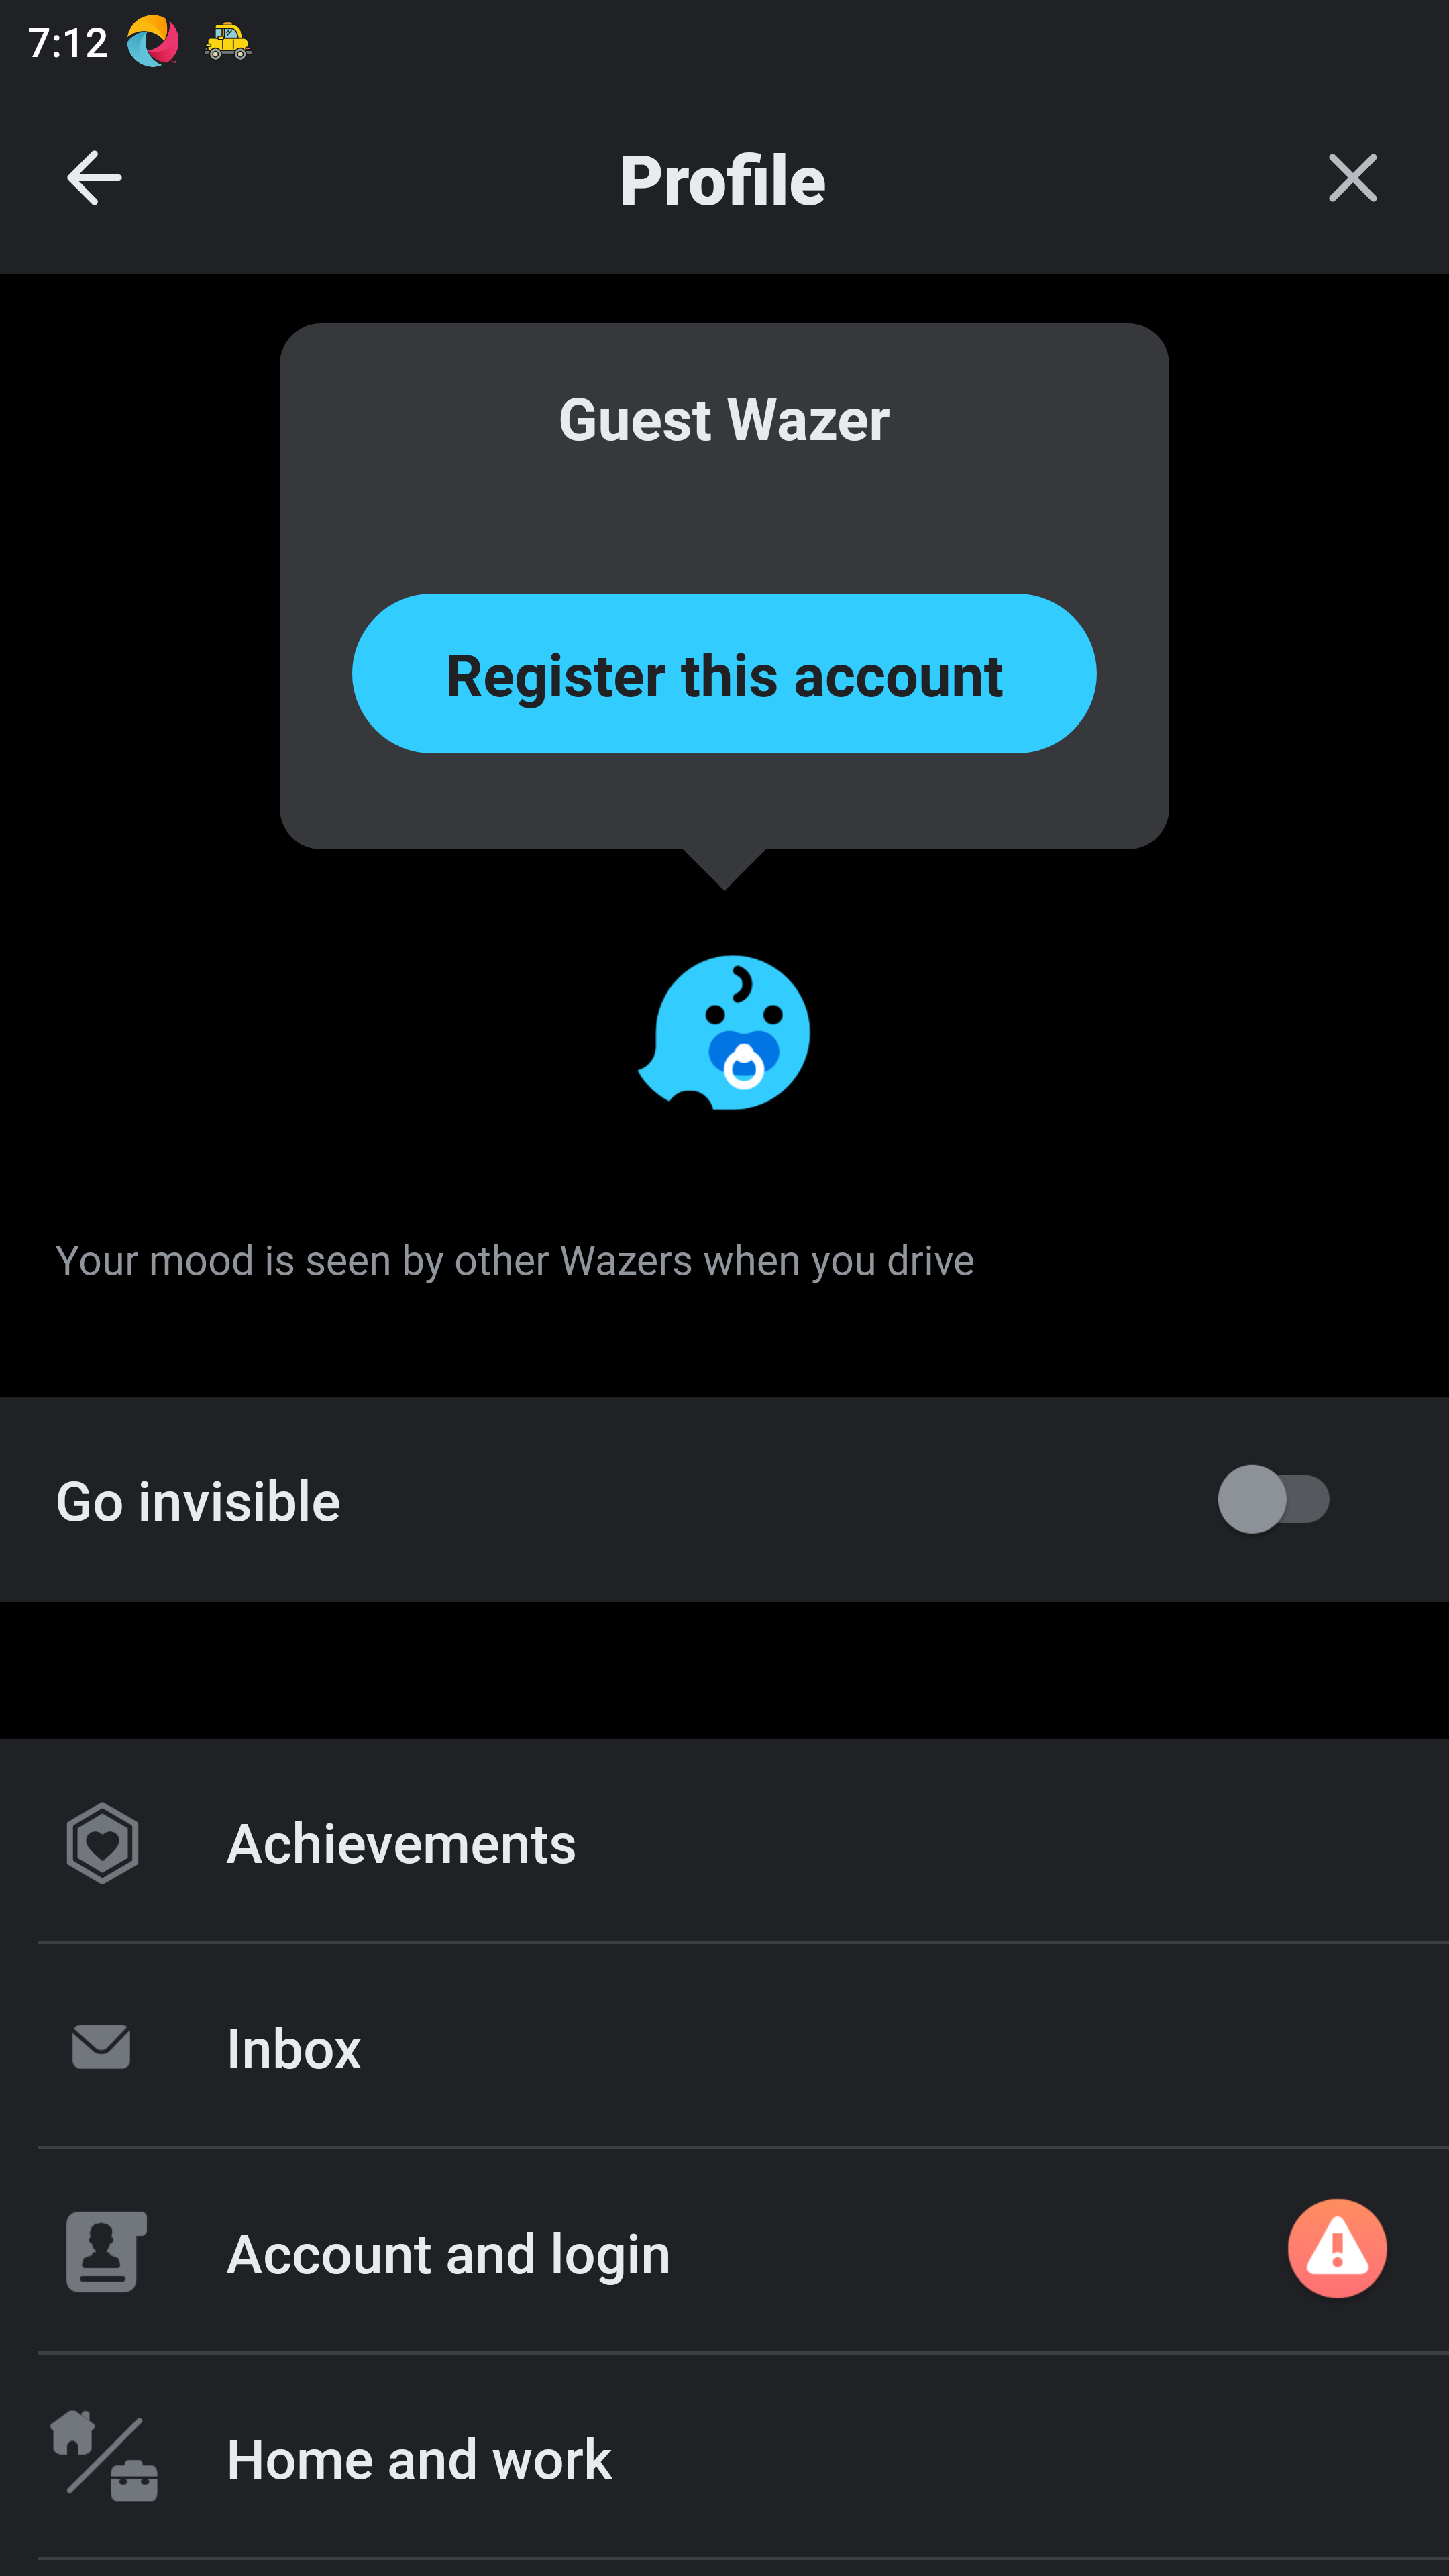 7:12
Profile
Guest Wazer
Register this account
Your mood is seen by other Wazers when you drive
Go invisible
Achievements
Inbox
Account and login
Home and work